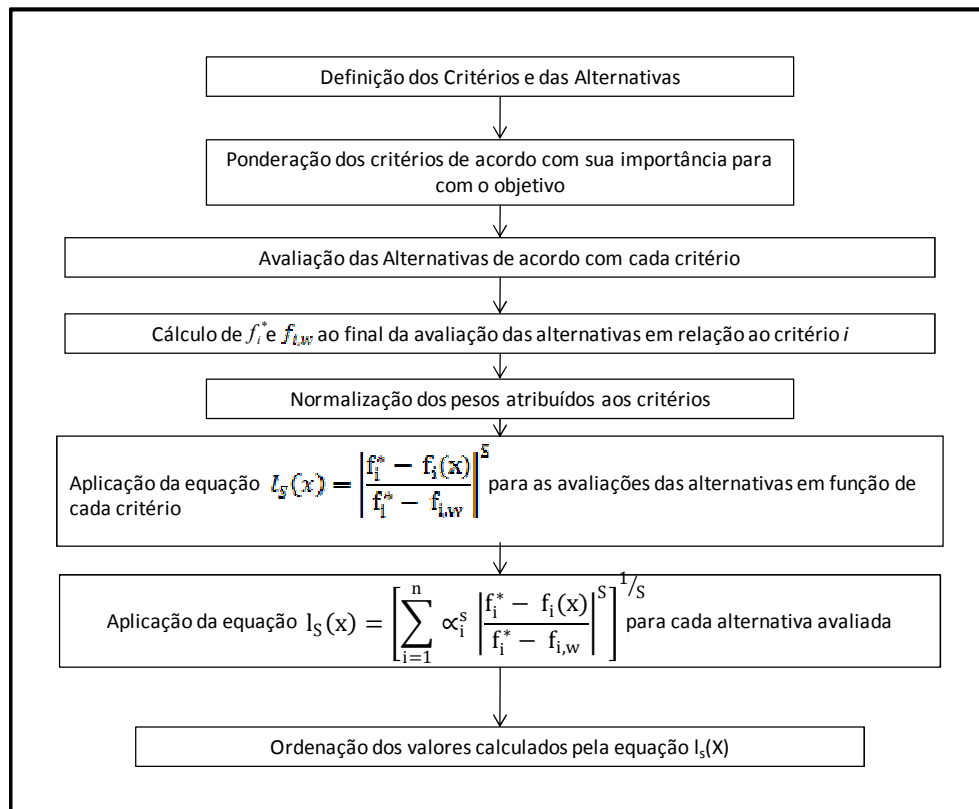 Definição dos Critérios e das Alternativas
Ponderação dos critérios de acordo com sua importância para
com o objetivo
Avaliação das Alternativas de acordo com cada critério
Cálculo de f_i^* e f_{i,w} ao final da avaliação das alternativas em relação ao critério i
Normalização dos pesos atribuídos aos critérios
Aplicação da equação l_s(x) = |(f_i^* − f_i(x)) / (f_i^* − f_{i,w})|^s para as avaliações das alternativas em função de
cada critério
Aplicação da equação l_S(x) = [∑_{i=1}^{n} ∝_i^s |(f_i^* − f_i(x)) / (f_i^* − f_{i,w})|^S]^{1/S} para cada alternativa avaliada
Ordenação dos valores calculados pela equação l_s(X)